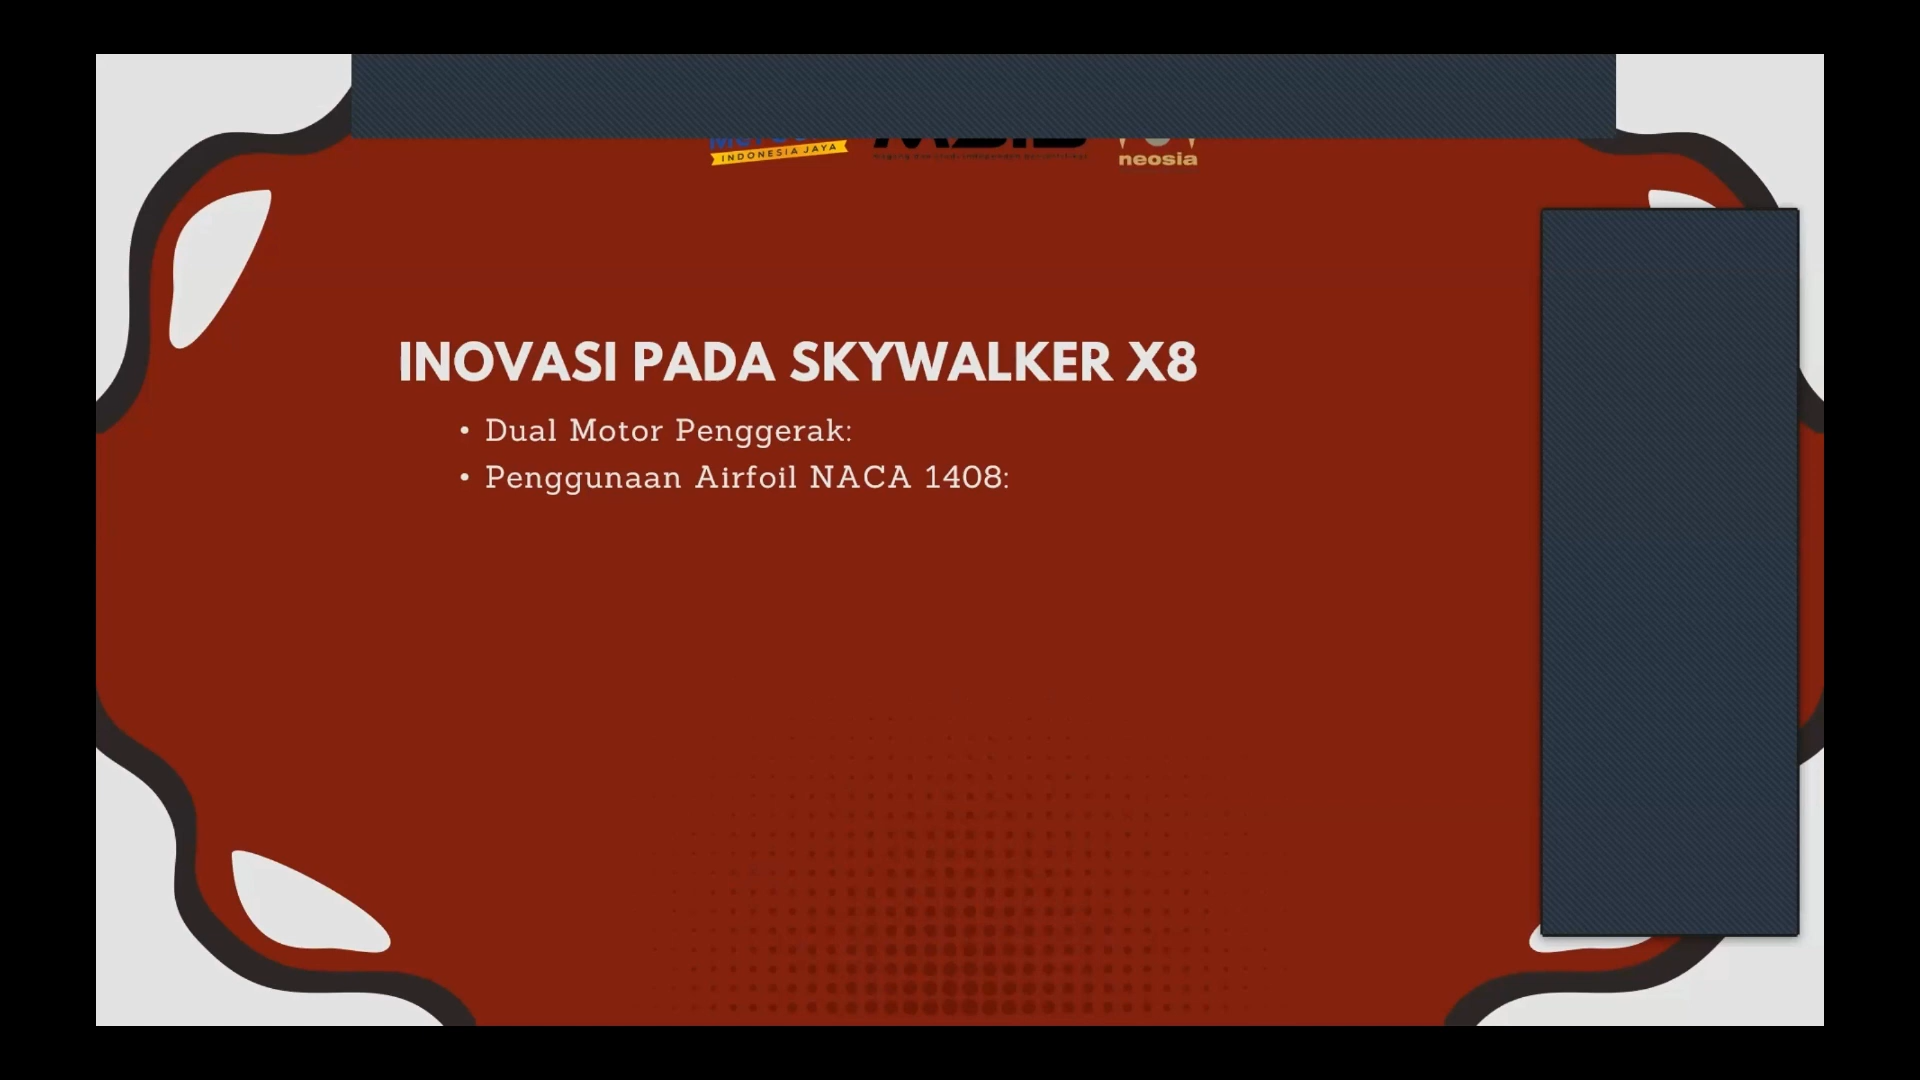 INDONESIA JAYA
neosia
INOVASI PADA SKYWALKER X8
• Dual Motor Penggerak:
• Penggunaan Airfoil NACA 1408: